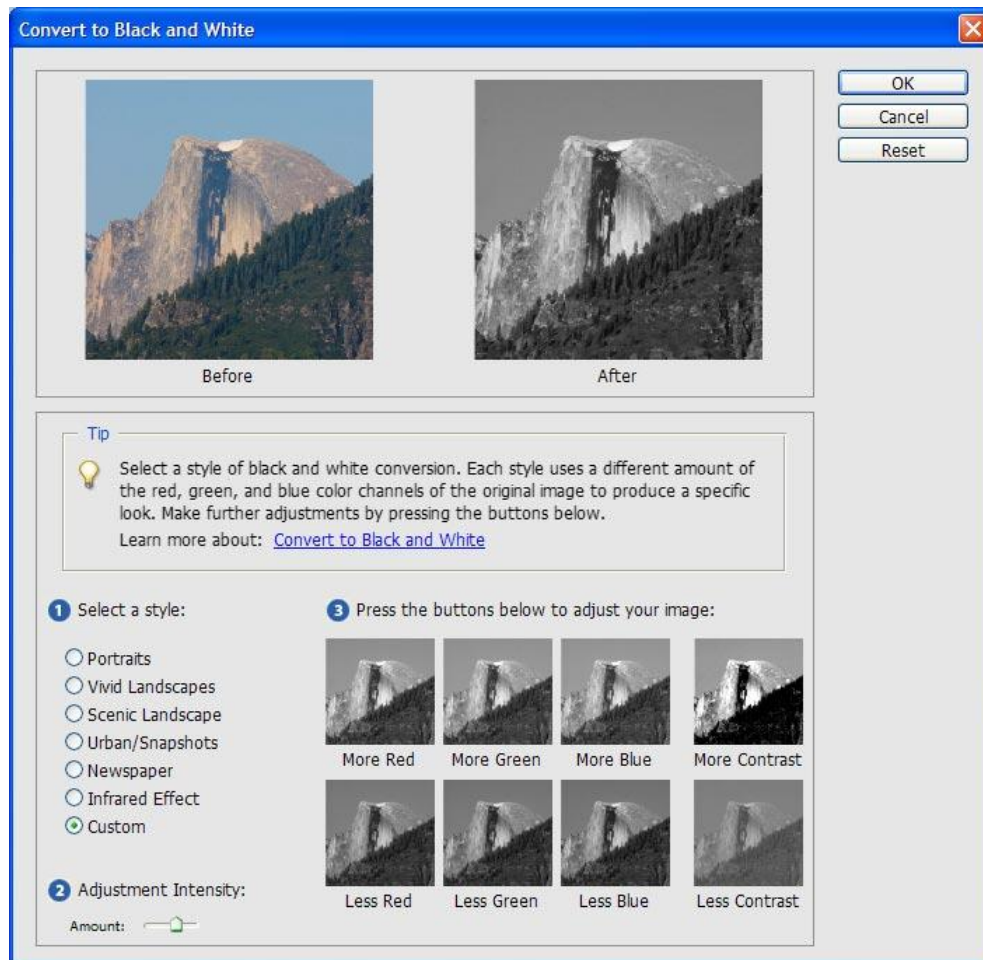 Convert to Black and White
OK
Cancel
Reset
Before
After
Tip
Select a style of black and white conversion. Each style uses a different amount of
the red, green, and blue color channels of the original image to produce a specific
look. Make further adjustments by pressing the buttons below.
Learn more about: Convert to Black and White
1 Select a style:
Portraits
Vivid Landscapes
Scenic Landscape
Urban/Snapshots
Newspaper
Infrared Effect
Custom
2 Adjustment Intensity:
Amount:
3 Press the buttons below to adjust your image:
More Red More Green More Blue More Contrast
Less Red Less Green Less Blue Less Contrast